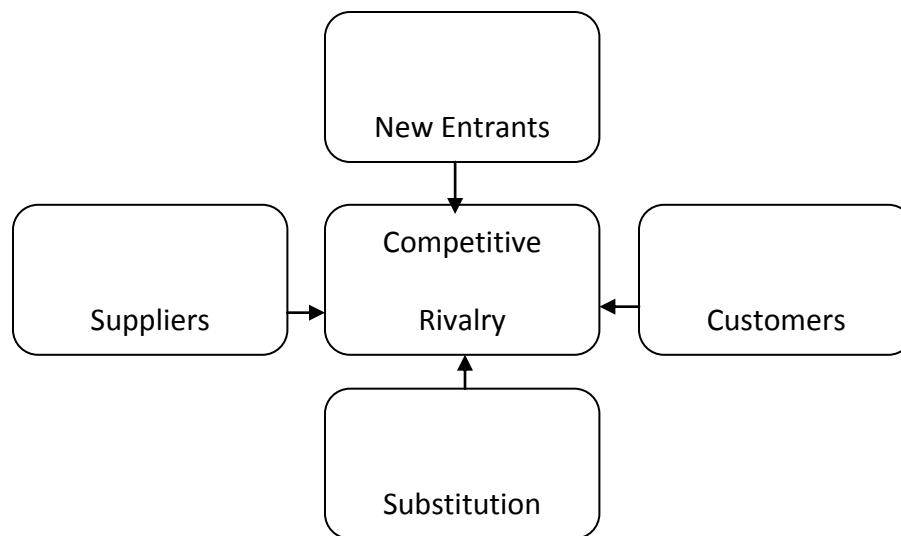 New Entrants
Competitive
Suppliers
Rivalry
Customers
Substitution